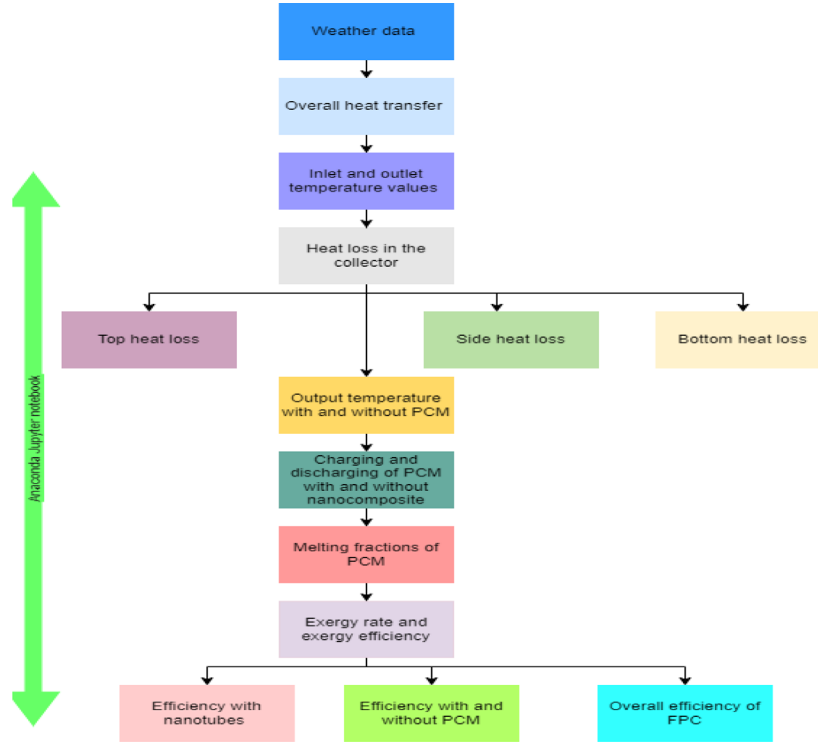 Weather data
Overall heat transfer
Inlet and outlet
temperature values
Heat loss in the
collector
Top heat loss
Side heat loss
Bottom heat loss
Output temperature
with and without PCM
Charging and
discharging of PCM
with and without
nanocomposite
Melting fractions of
PCM
Exergy rate and
exergy efficiency
Efficiency with
nanotubes
Efficiency with and
without PCM
Overall efficiency of
FPC
Anaconda Jupyter notebook